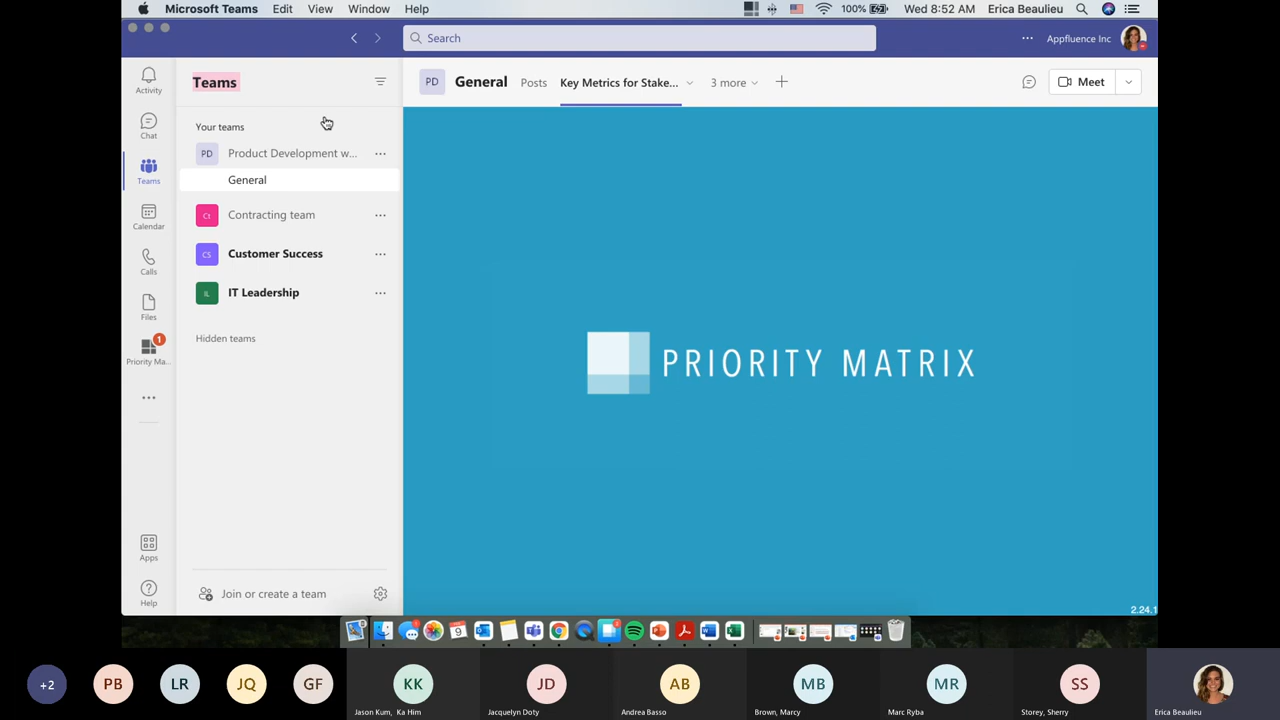 Microsoft Teams Edit View Window Help 100% Wed 8:52 AM Erica Beaulieu
Search
Appfluence Inc
Activity
Chat
Teams
Calendar
Calls
Files
1
Priority Ma...
Apps
Help
Teams
Your teams
PD Product Development w...
General
Ct Contracting team
CS Customer Success
IL IT Leadership
Hidden teams
Join or create a team
PD General Posts Key Metrics for Stake... 3 more Meet
PRIORITY MATRIX
2.24.1
9
+2 PB LR JQ GF KK JD AB MB MR SS
Jason Kum, Ka Him Jacquelyn Doty Andrea Basso Brown, Marcy Marc Ryba Storey, Sherry Erica Beaulieu